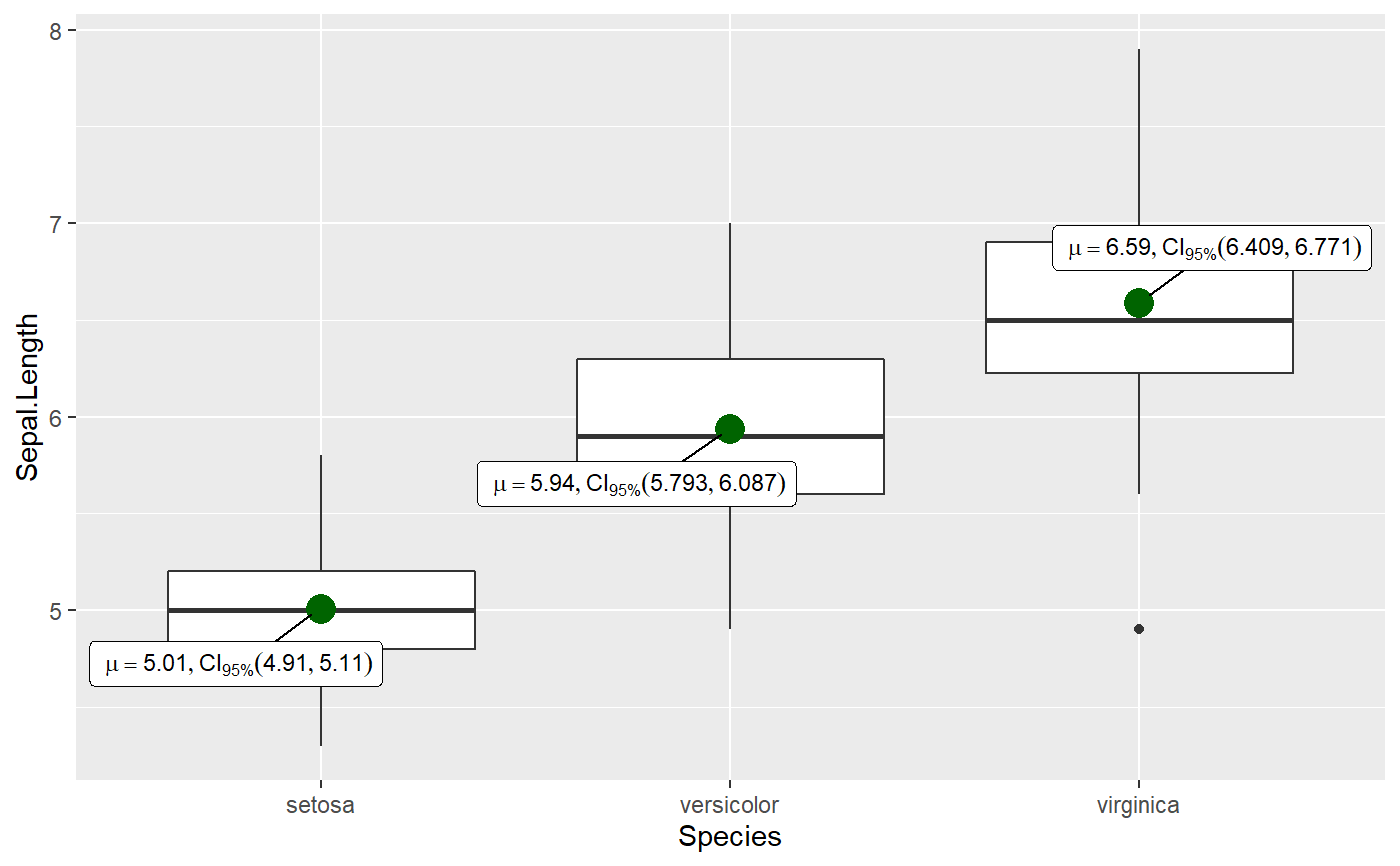 8
7
6
5
Sepal.Length
μ = 6.59, CI95%(6.409, 6.771)
μ = 5.94, CI95%(5.793, 6.087)
μ = 5.01, CI95%(4.91, 5.11)
setosa versicolor virginica
Species